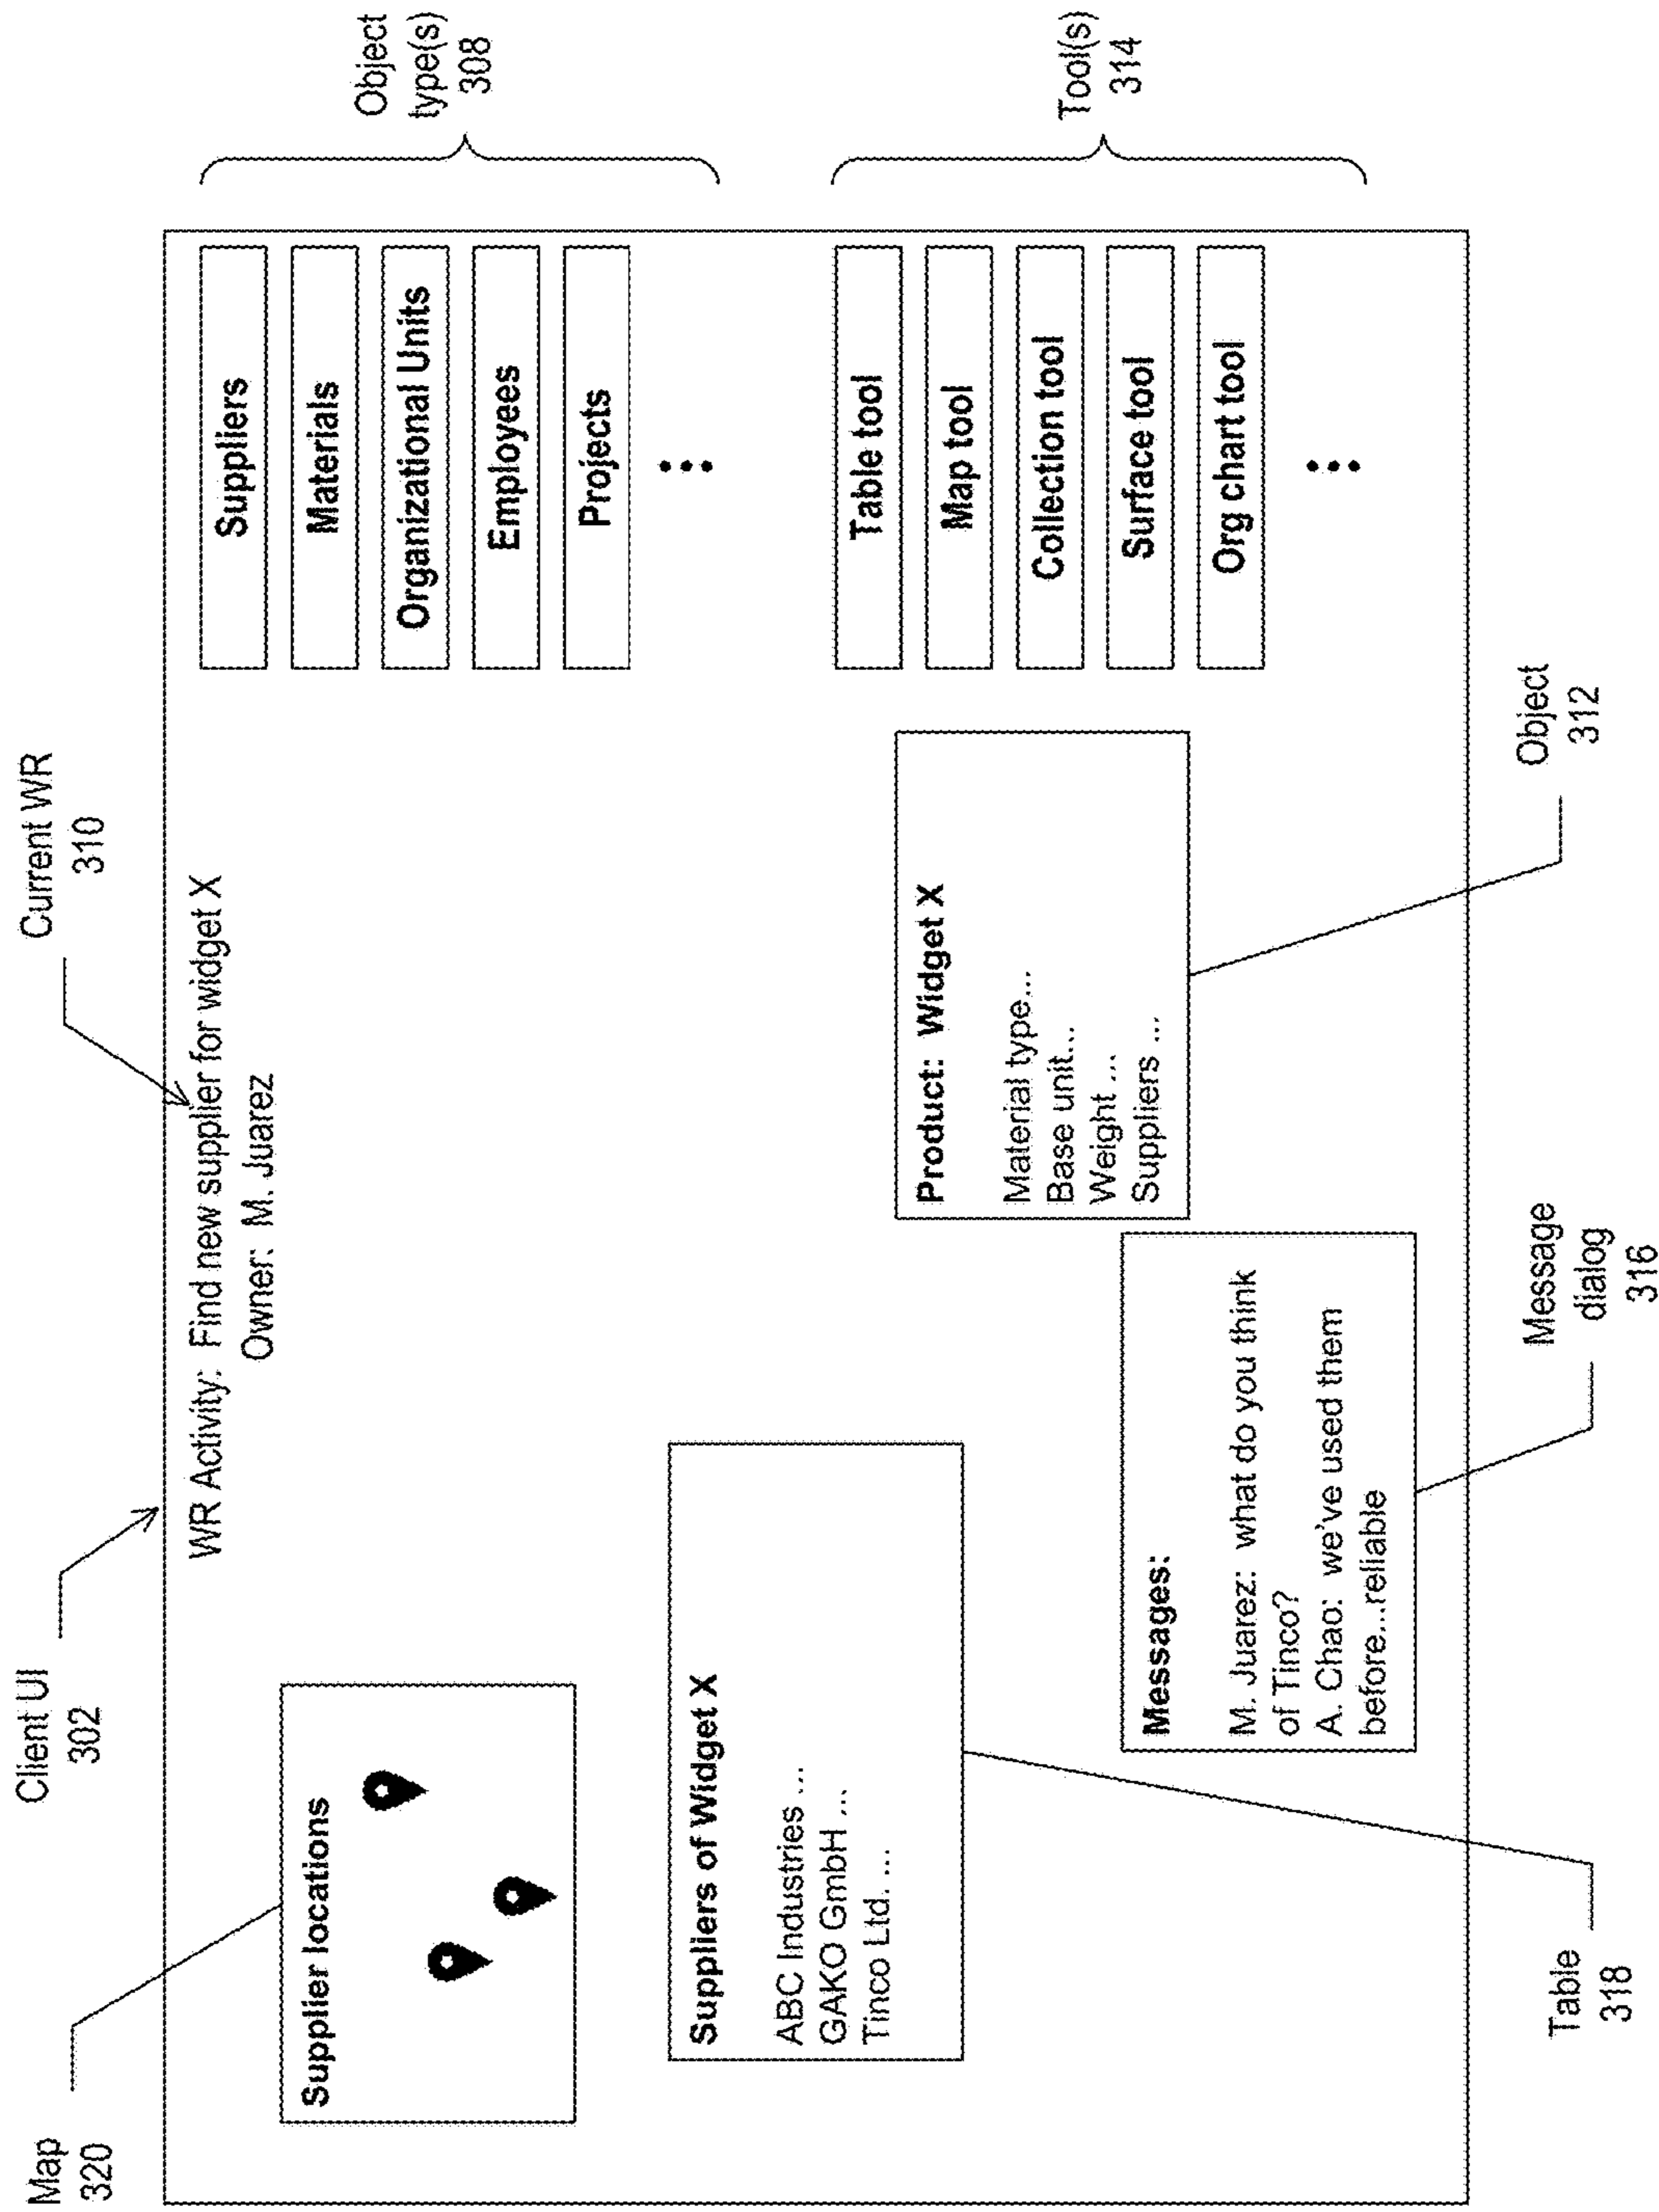 Map
320
Client UI
302
Current WR
310
WR Activity:  Find new supplier for widget X
Owner:  M. Juarez
Supplier locations
Suppliers of Widget X
ABC Industries ...
GAKO GmbH ...
Tinco Ltd. ...
Messages:
M. Juarez:  what do you think
of Tinco?
A. Chao:  we've used them
before...reliable
Product:  Widget X
Material type...
Base unit...
Weight ...
Suppliers ...
Suppliers
Materials
Organizational Units
Employees
Projects
Table tool
Map tool
Collection tool
Surface tool
Org chart tool
Object
type(s)
308
Tool(s)
314
Table
318
Message
dialog
316
Object
312